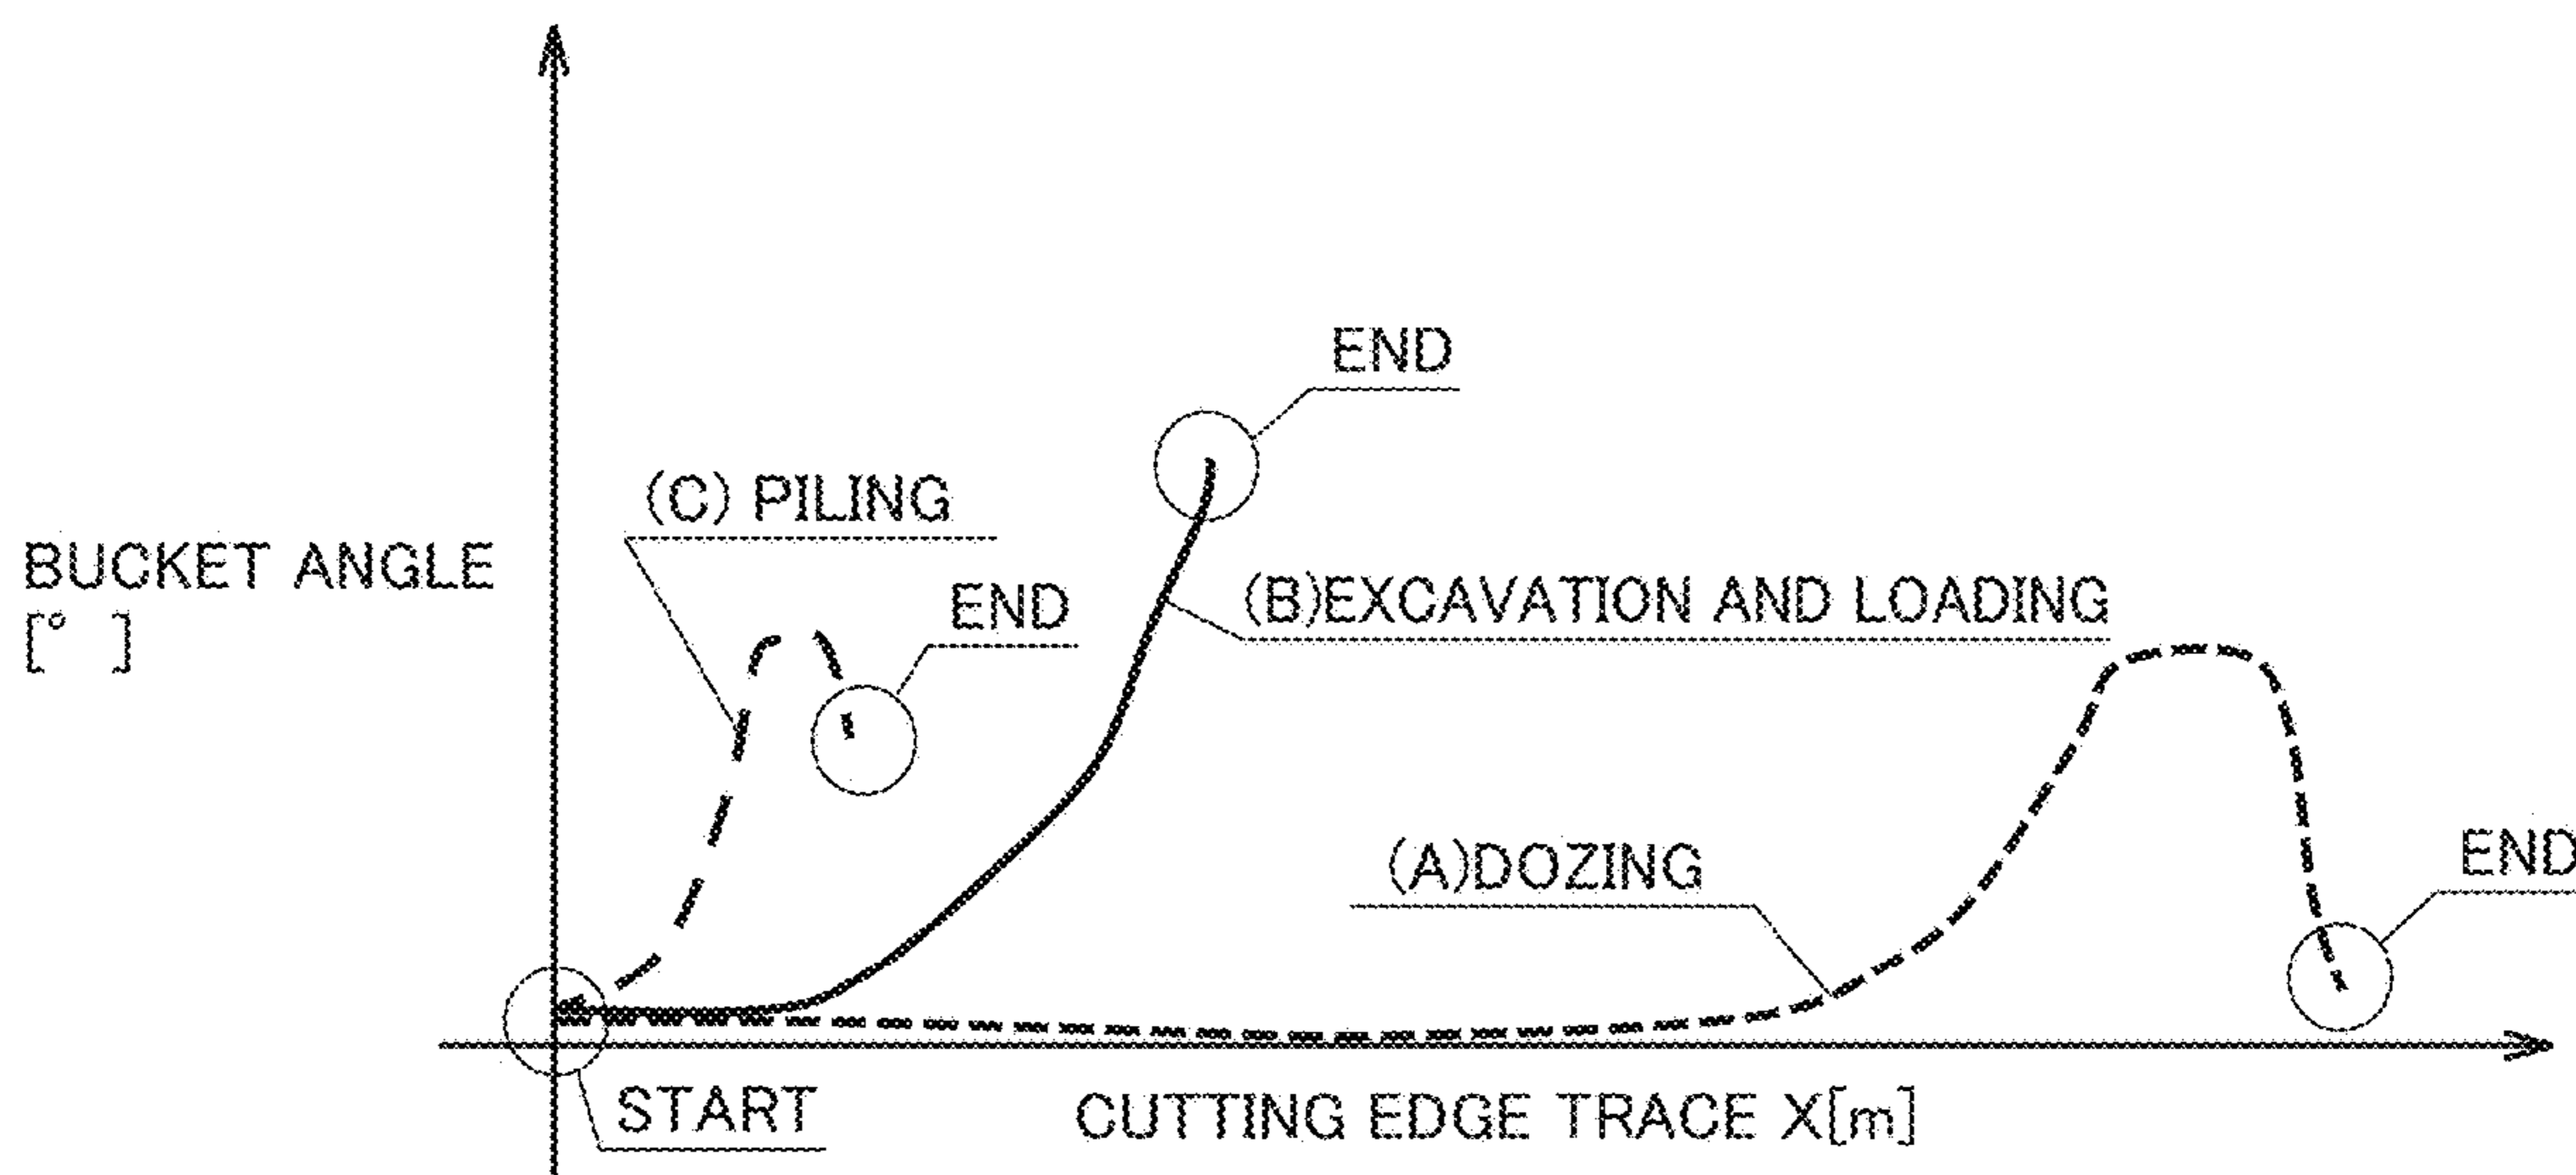 END
(C) PILING
BUCKET ANGLE
[° ]
END
(B)EXCAVATION AND LOADING
(A)DOZING
END
START
CUTTING EDGE TRACE X[m]